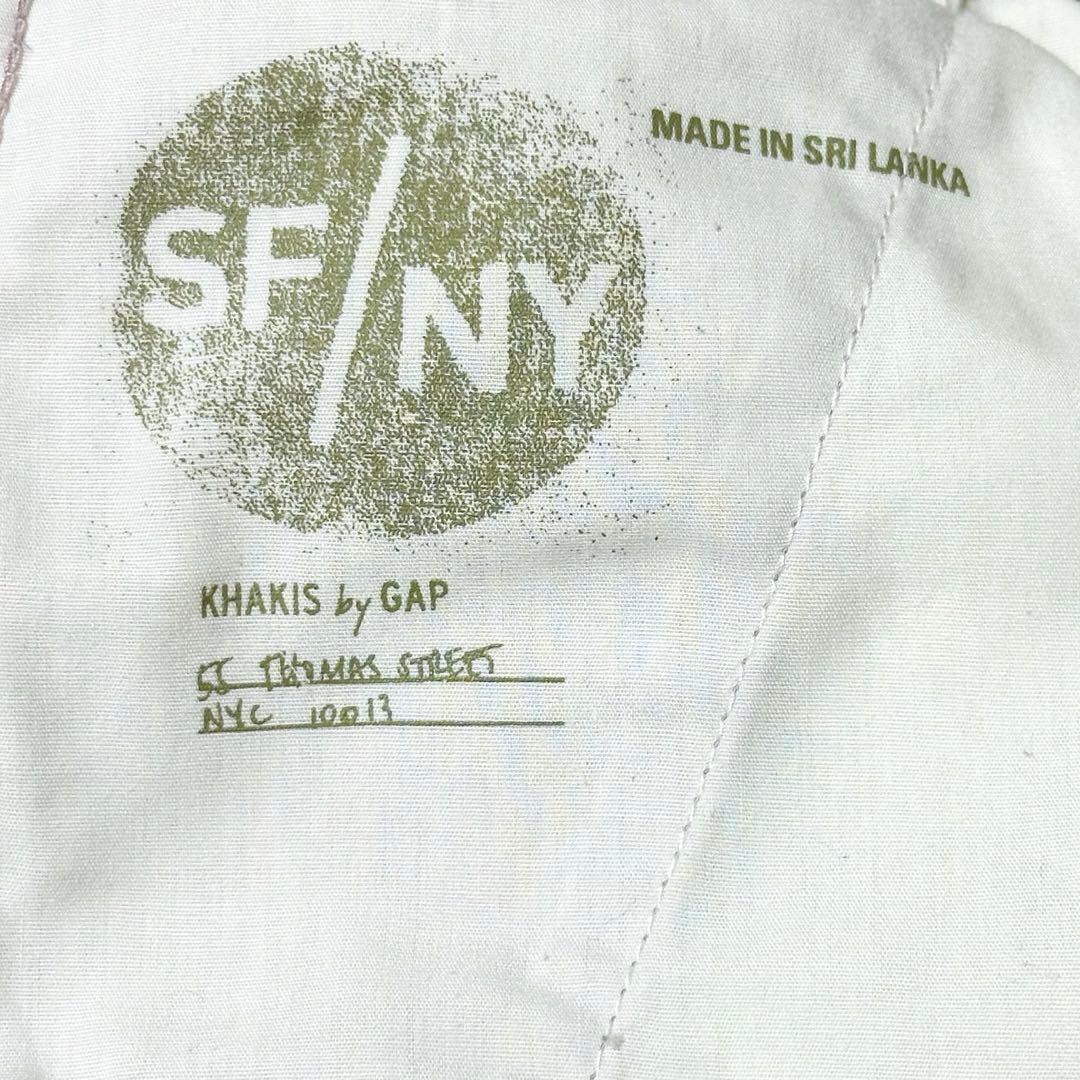 SF/NY
MADE IN SRI LANKA
KHAKIS by GAP
55 THOMAS STREET
NYC 10013